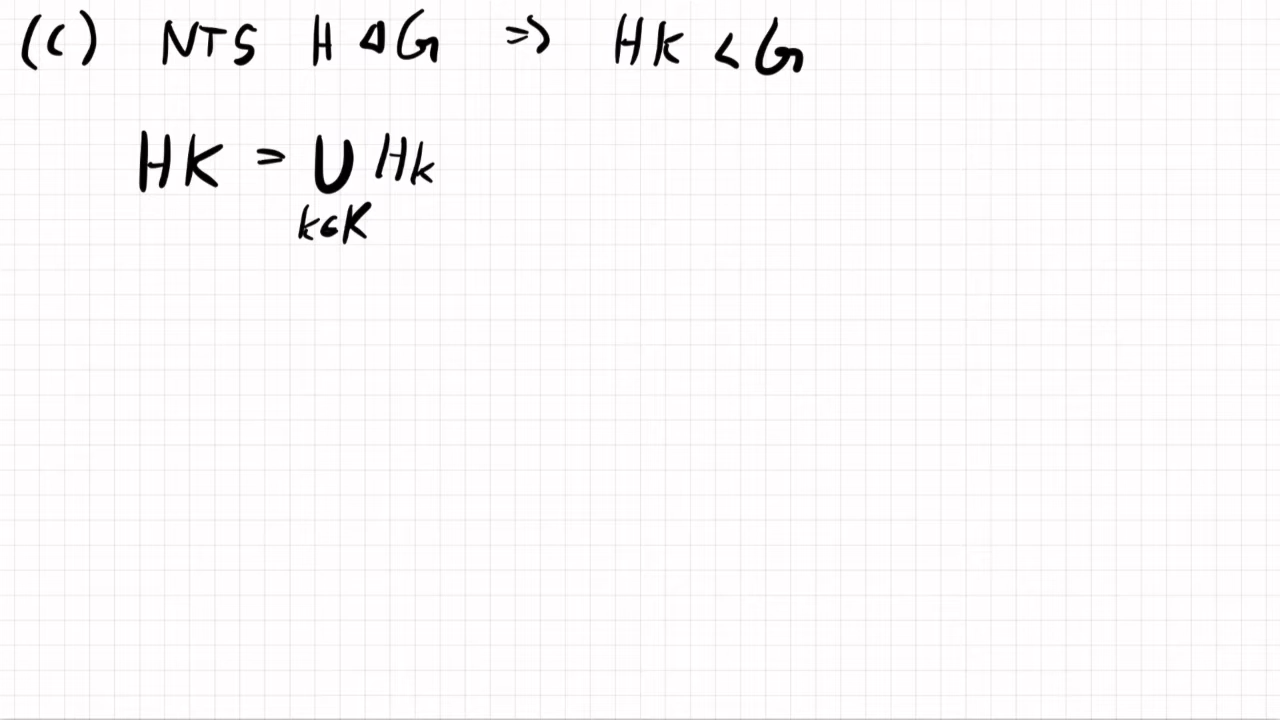 (c) NTS H ⊲ G ⇒ HK < G
HK = ∪ Hk
k∈K